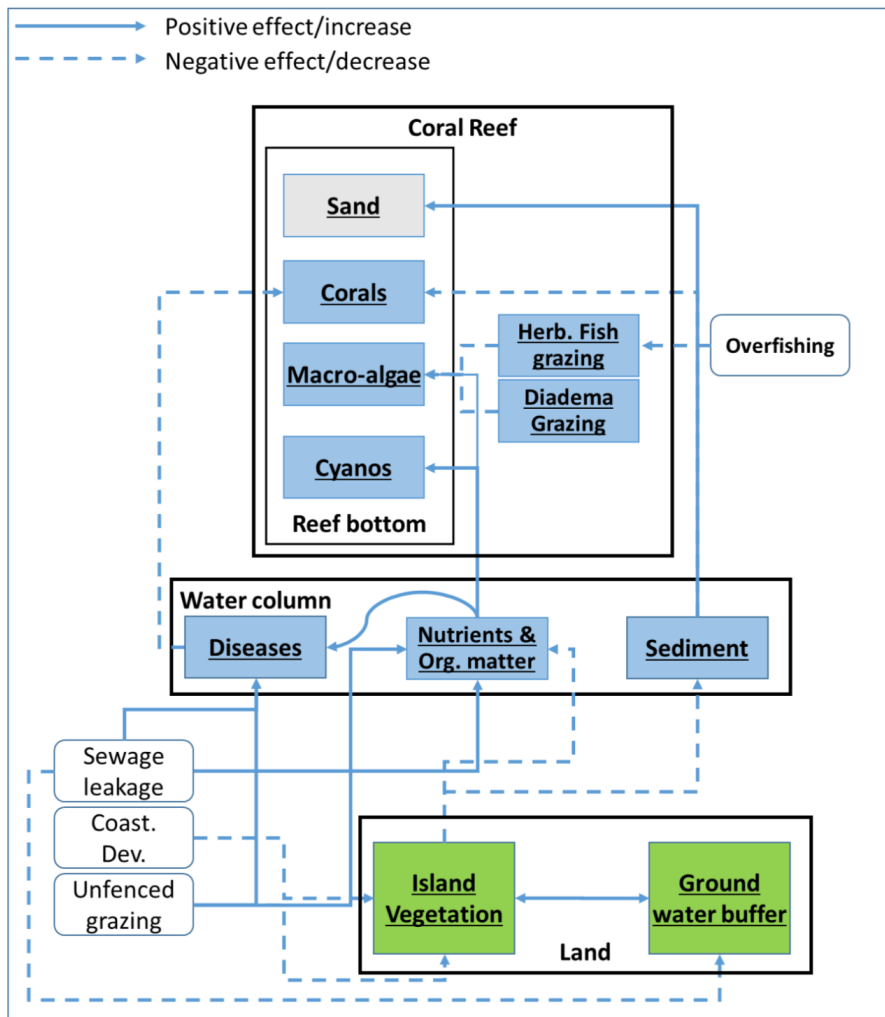 Positive effect/increase
Negative effect/decrease
Coral Reef
Sand
Corals
Herb. Fish
grazing
Overfishing
Macro-algae
Diadema
Grazing
Cyanos
Reef bottom
Water column
Diseases
Nutrients &
Org. matter
Sediment
Sewage
leakage
Coast.
Dev.
Unfenced
grazing
Island
Vegetation
Ground
water buffer
Land